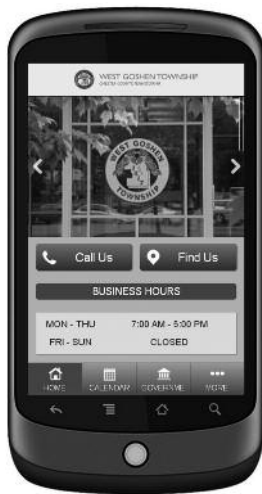 WEST GOSHEN TOWNSHIP
WEST GOSHEN
TOWNSHIP
Call Us
Find Us
BUSINESS HOURS
MON - THU 7:00 AM - 5:00 PM
FRI - SUN CLOSED
HOME CALENDAR GOVERNME MORE